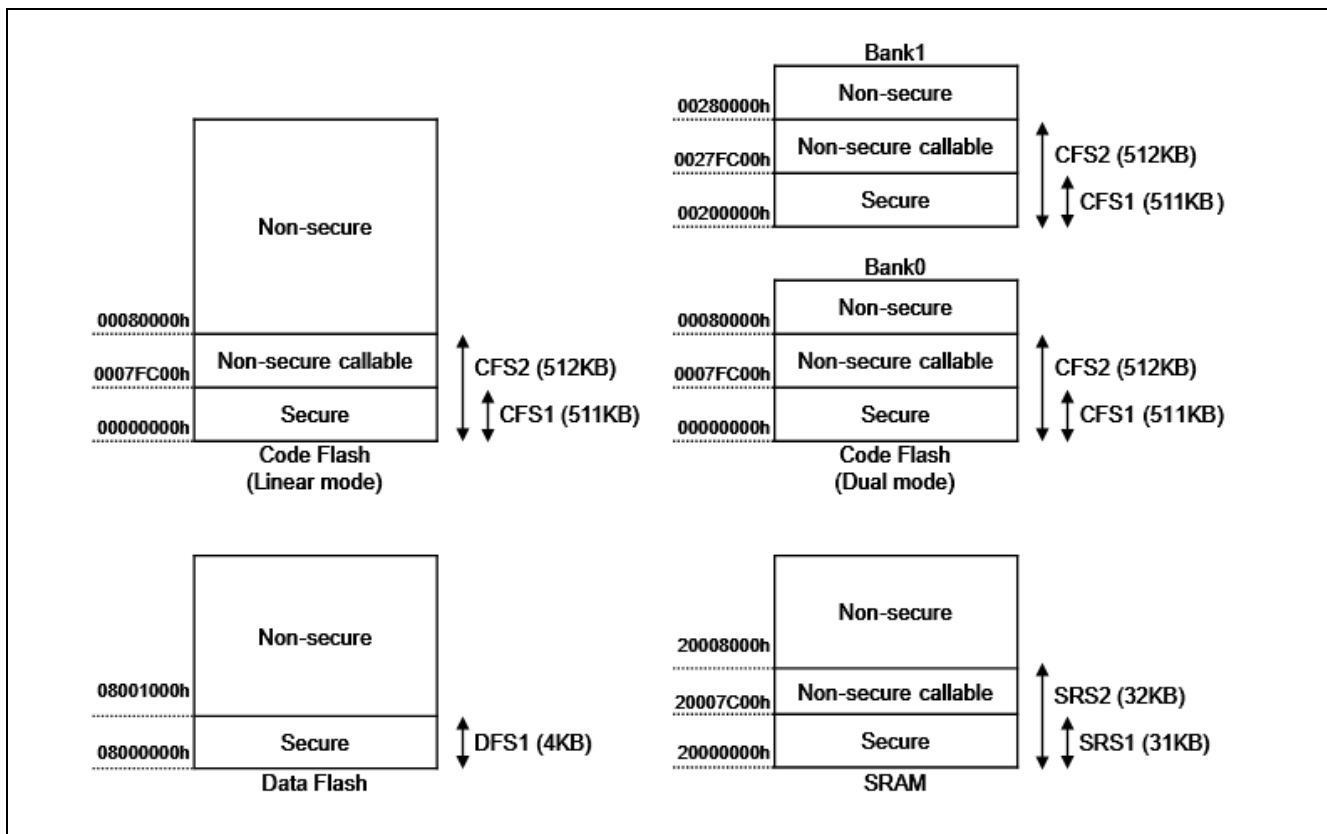 Non-secure
00080000h
Non-secure callable
0007FC00h
Secure
00000000h
CFS2 (512KB)
CFS1 (511KB)
Code Flash
(Linear mode)
Bank1
Non-secure
00280000h
Non-secure callable
0027FC00h
Secure
00200000h
CFS2 (512KB)
CFS1 (511KB)
Bank0
Non-secure
00080000h
Non-secure callable
0007FC00h
Secure
00000000h
CFS2 (512KB)
CFS1 (511KB)
Code Flash
(Dual mode)
Non-secure
08001000h
Secure
08000000h
DFS1 (4KB)
Data Flash
Non-secure
20008000h
Non-secure callable
20007C00h
Secure
20000000h
SRS2 (32KB)
SRS1 (31KB)
SRAM